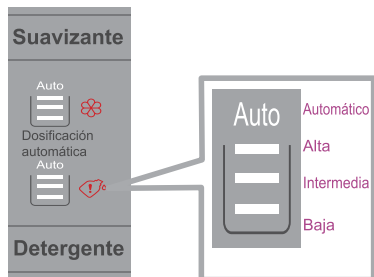 Suavizante
Auto
Dosificación
automática
Auto
Detergente
Auto
Automático
Alta
Intermedia
Baja